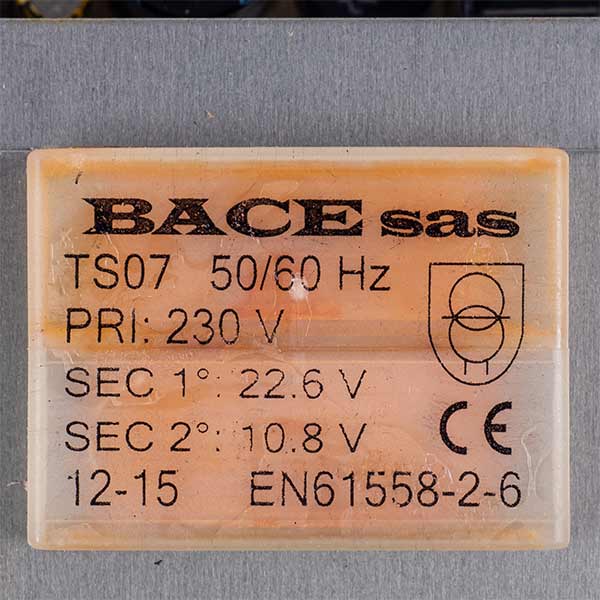 BACE sas
TS07 50/60 Hz
PRI: 230 V
SEC 1°: 22.6 V
SEC 2°: 10.8 V
CE
12-15 EN61558-2-6